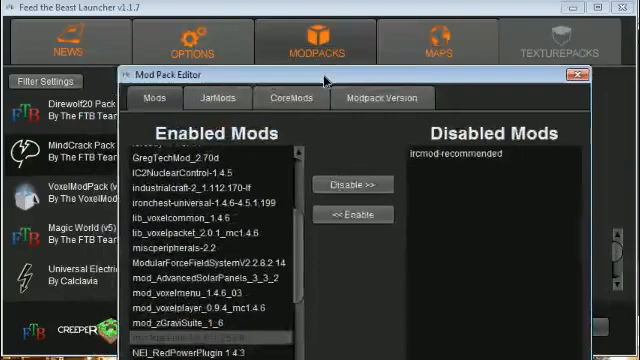 Feed the Beast Launcher v1.1.7
NEWS
OPTIONS
MODPACKS
MAPS
TEXTUREPACKS
Filter Settings
Direwolf20 Pack
By The FTB Team
MindCrack Pack
By The FTB Team
VoxelModPack (v
By The VoxelMod
Magic World (v5)
By The FTB Team
Universal Electri
By Calclavia
FTB
CREEPER
Mod Pack Editor
Mods
JarMods
CoreMods
Modpack Version
Enabled Mods
GregTechMod_2.70d
IC2NuclearControl-1.4.5
industrialcraft-2_1.112.170-lf
ironchest-universal-1.4.6-4.5.1.199
lib_voxelcommon_1.4.6
lib_voxelpacket_2.0.1_mc1.4.6
miscperipherals-2.2
ModularForceFieldSystemV2.2.8.2.14
mod_AdvancedSolarPanels_3_3_2
mod_voxelmenu_1.4.6_03
mod_voxelplayer_0.9.4_mc1.4.6
mod_zGraviSuite_1_6
NEI_RedPowerPlugin 1.4.3
Disable >>
<< Enable
Disabled Mods
ircmod-recommended